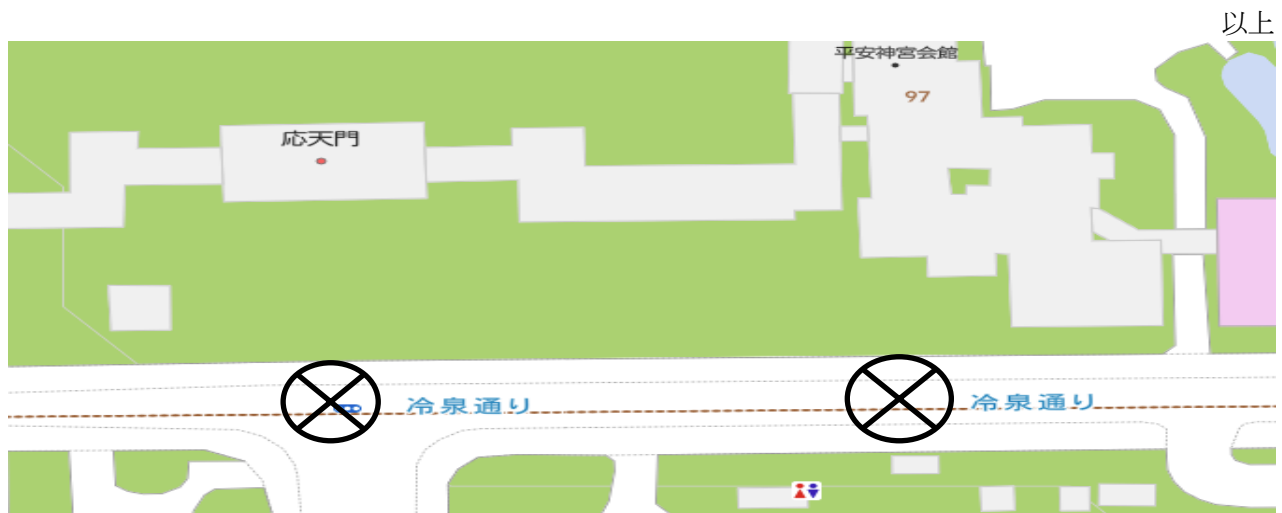 以上
平安神宮会館
97
応天門
冷泉通り
冷泉通り